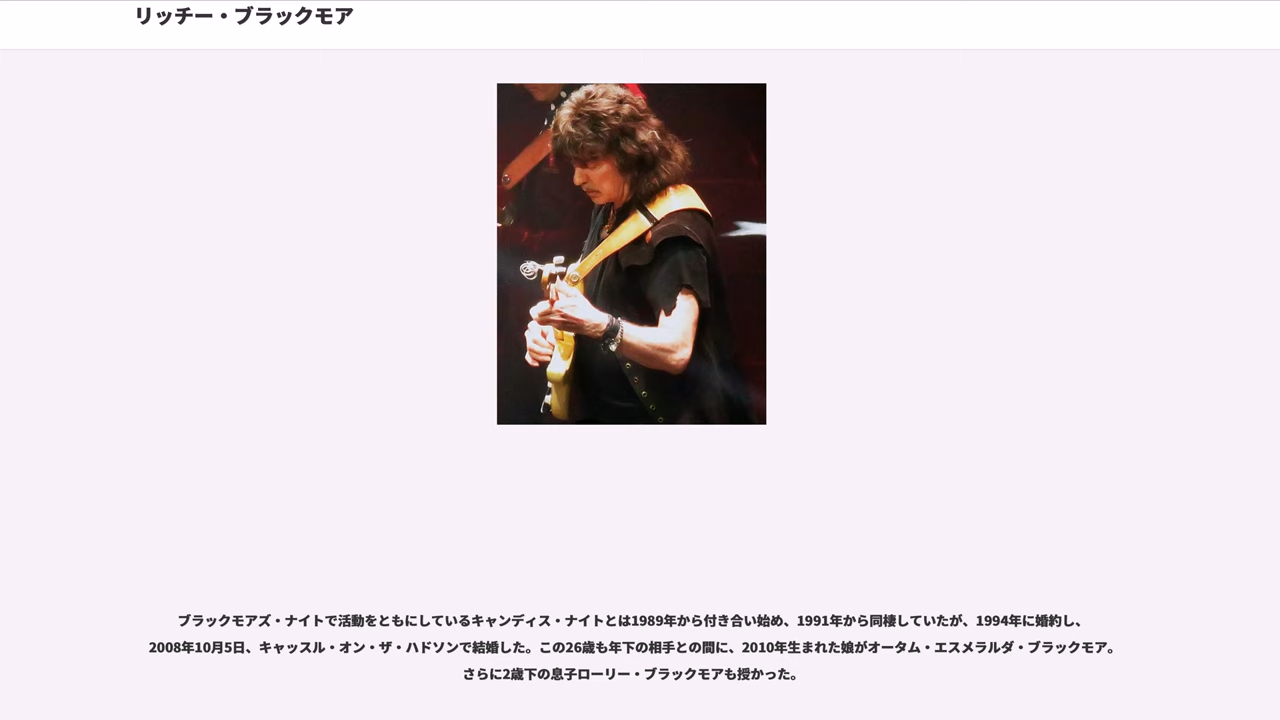 リッチー・ブラックモア
ブラックモアズ・ナイトで活動をともにしているキャンディス・ナイトとは1989年から付き合い始め、1991年から同棲していたが、1994年に婚約し、
2008年10月5日、キャッスル・オン・ザ・ハドソンで結婚した。この26歳も年下の相手との間に、2010年生まれた娘がオータム・エスメラルダ・ブラックモア。
さらに2歳下の息子ローリー・ブラックモアも授かった。